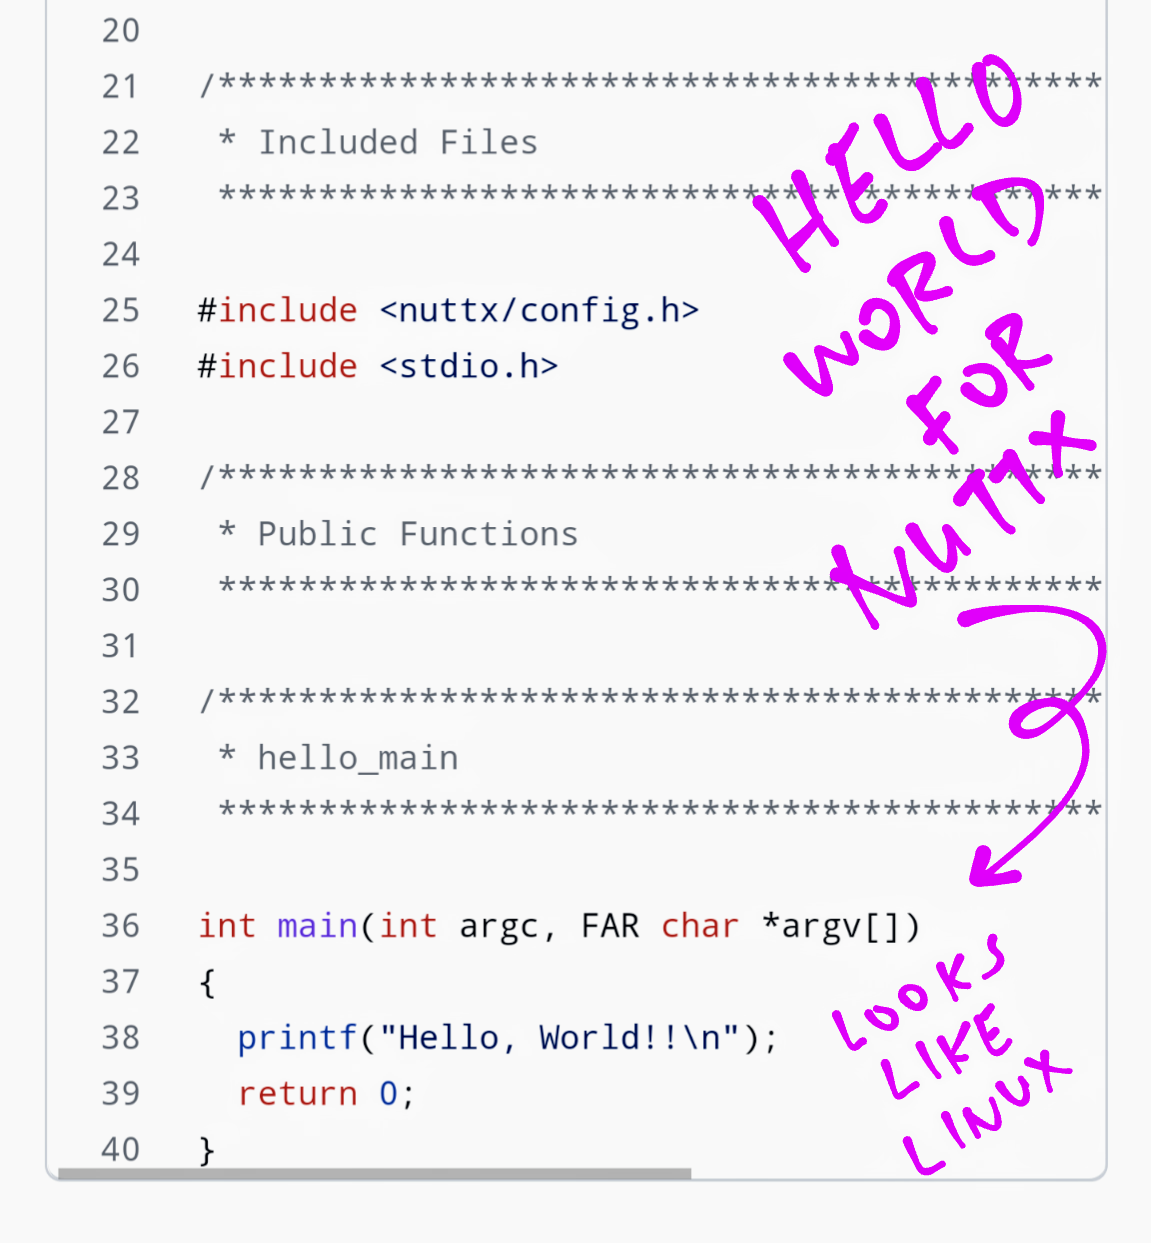 20
21 /********************************************
22 * Included Files
23 ********************************************
24
25 #include <nuttx/config.h>
26 #include <stdio.h>
27
28 /********************************************
29 * Public Functions
30 ********************************************
31
32 /********************************************
33 * hello_main
34 ********************************************
35
36 int main(int argc, FAR char *argv[])
37 {
38 printf("Hello, World!!\n");
39 return 0;
40 }
HELLO
WORLD
FOR
NUTTX
LOOKS
LIKE
LINUX